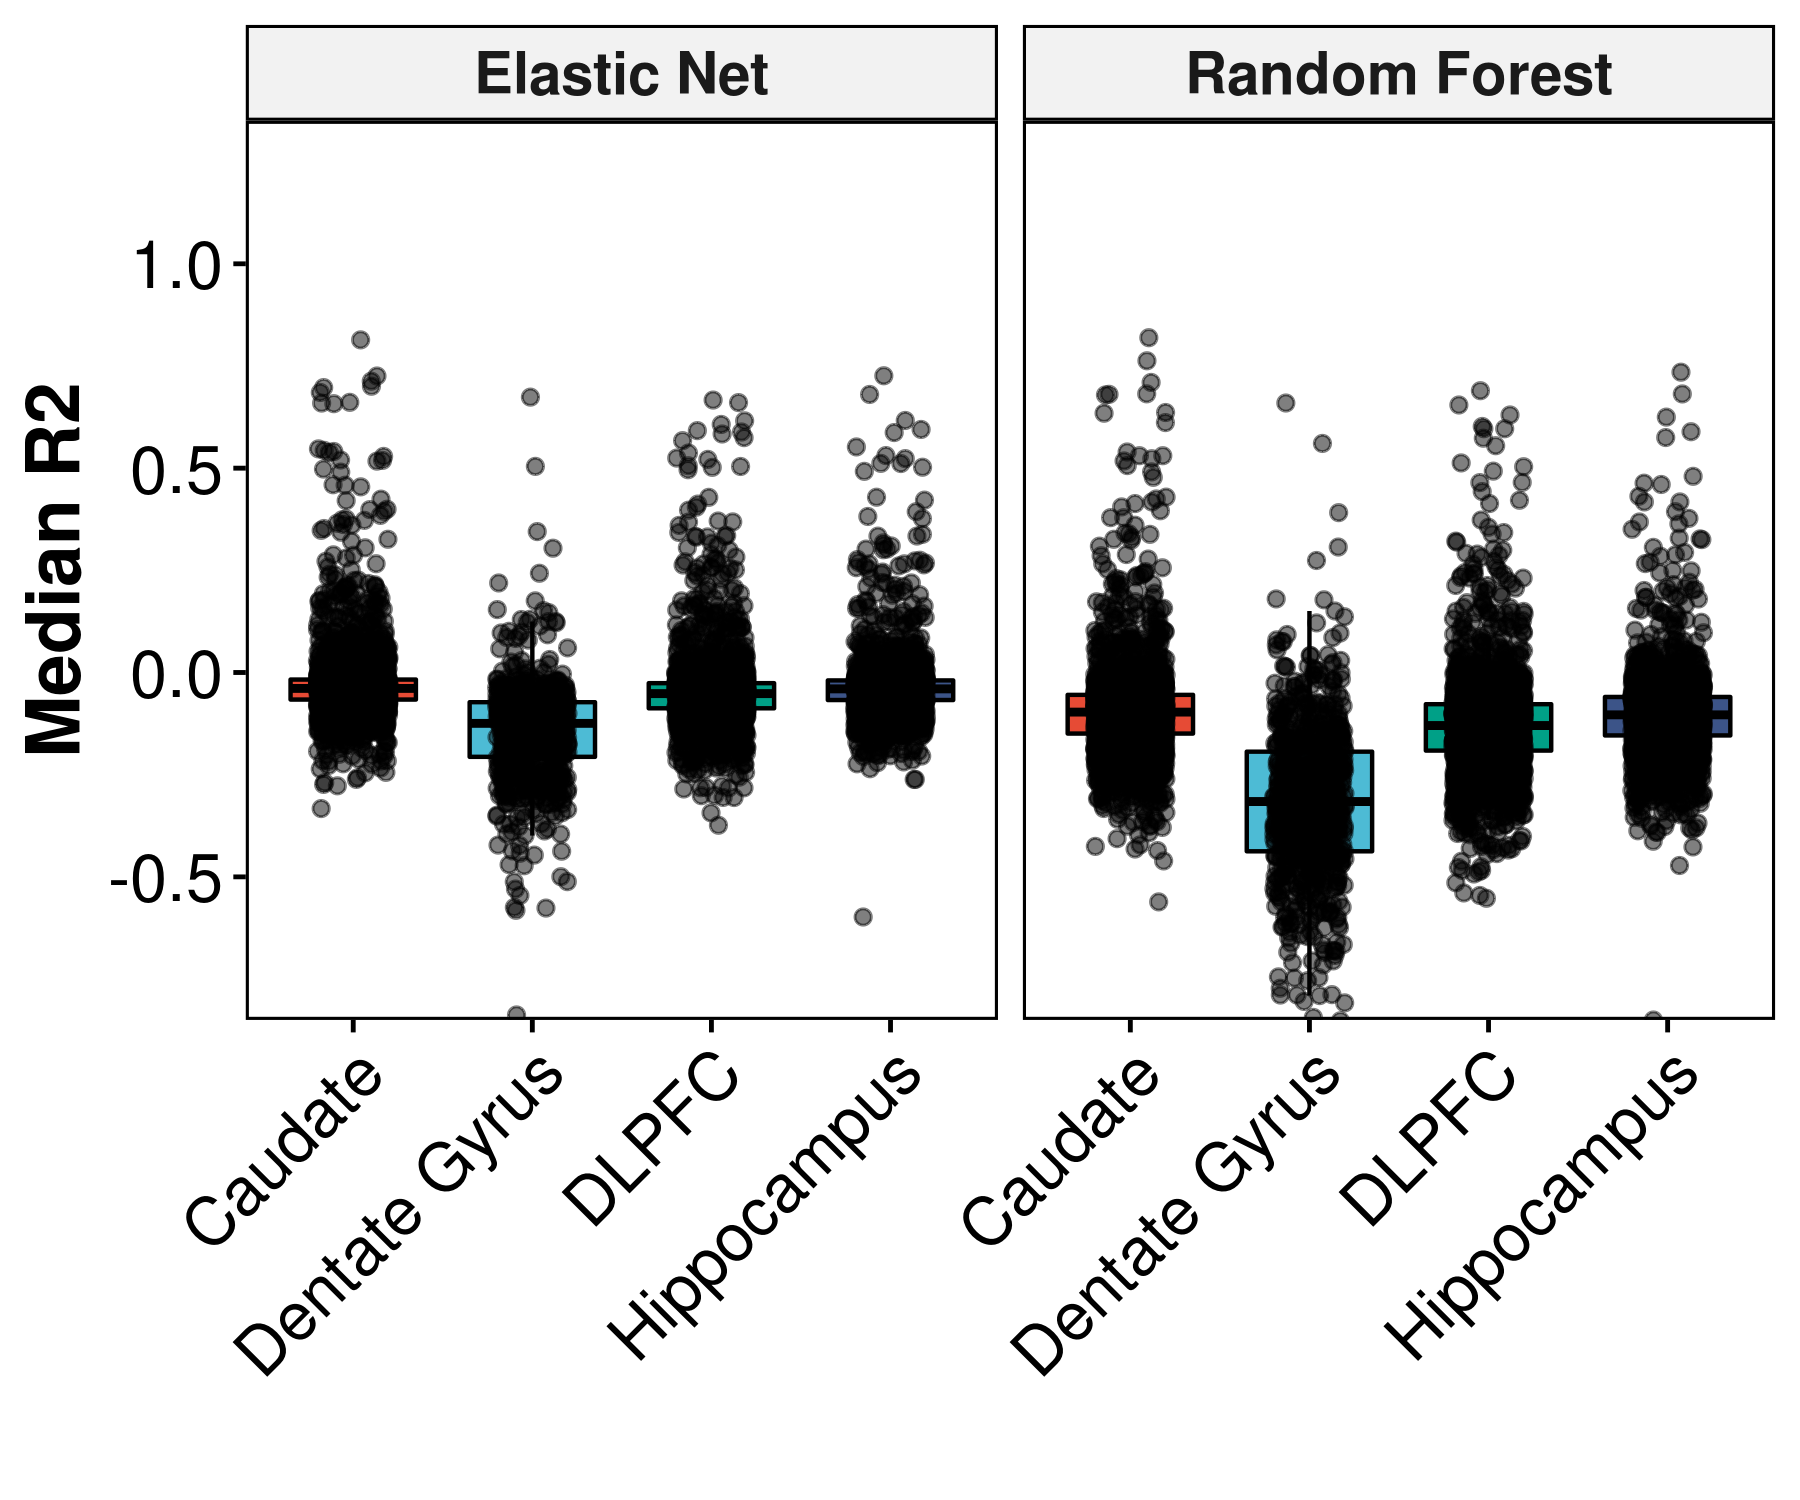 Elastic Net
Random Forest
Median R2
1.0
0.5
0.0
-0.5
Caudate
Dentate Gyrus
DLPFC
Hippocampus
Caudate
Dentate Gyrus
DLPFC
Hippocampus